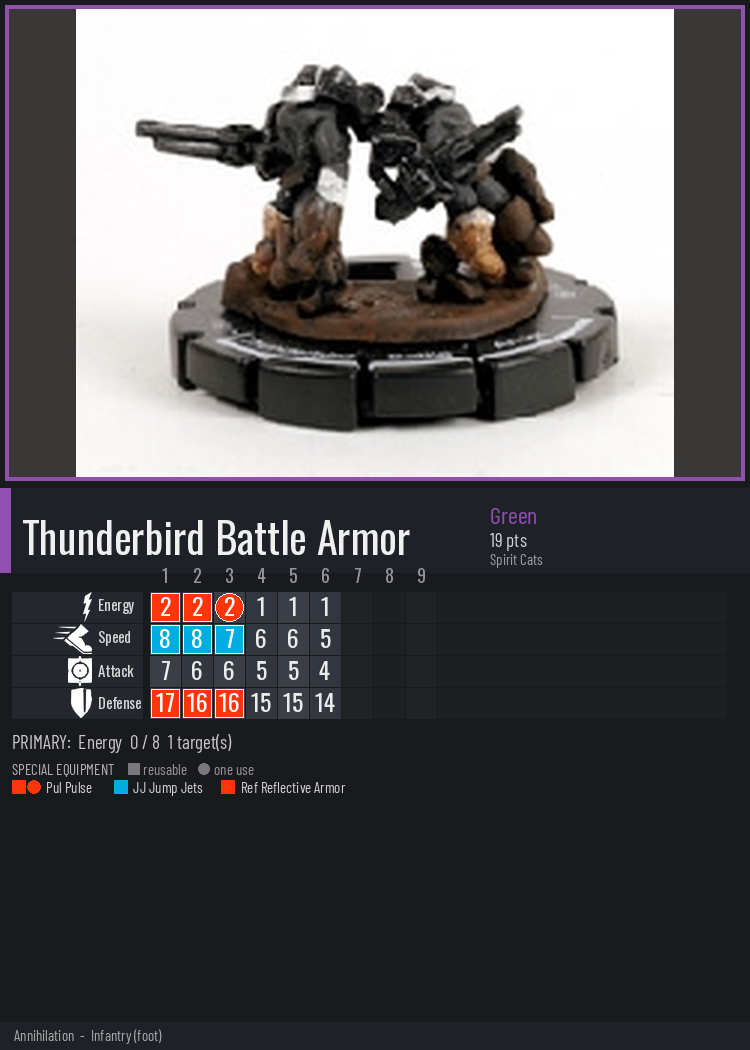 Thunderbird Battle Armor
Green
19 pts
Spirit Cats
1 2 3 4 5 6 7 8 9
Energy 2 2 2 1 1 1
Speed 8 8 7 6 6 5
Attack 7 6 6 5 5 4
Defense 17 16 16 15 15 14
PRIMARY: Energy 0 / 8 1 target(s)
SPECIAL EQUIPMENT reusable one use
Pul Pulse JJ Jump Jets Ref Reflective Armor
Annihilation - Infantry (foot)